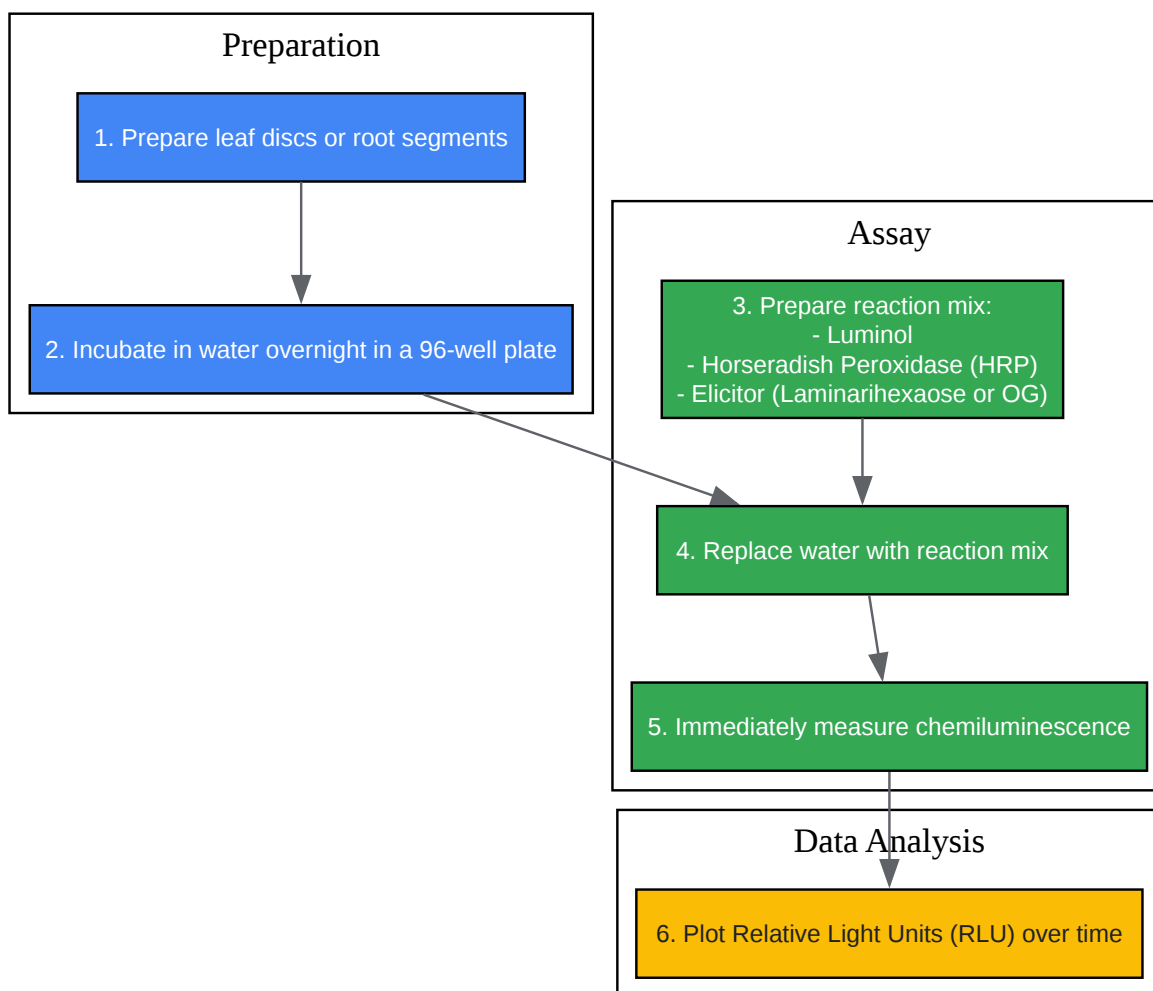 Preparation
1. Prepare leaf discs or root segments
2. Incubate in water overnight in a 96-well plate
Assay
3. Prepare reaction mix:
- Luminol
- Horseradish Peroxidase (HRP)
- Elicitor (Laminarihexaose or OG)
4. Replace water with reaction mix
5. Immediately measure chemiluminescence
Data Analysis
6. Plot Relative Light Units (RLU) over time